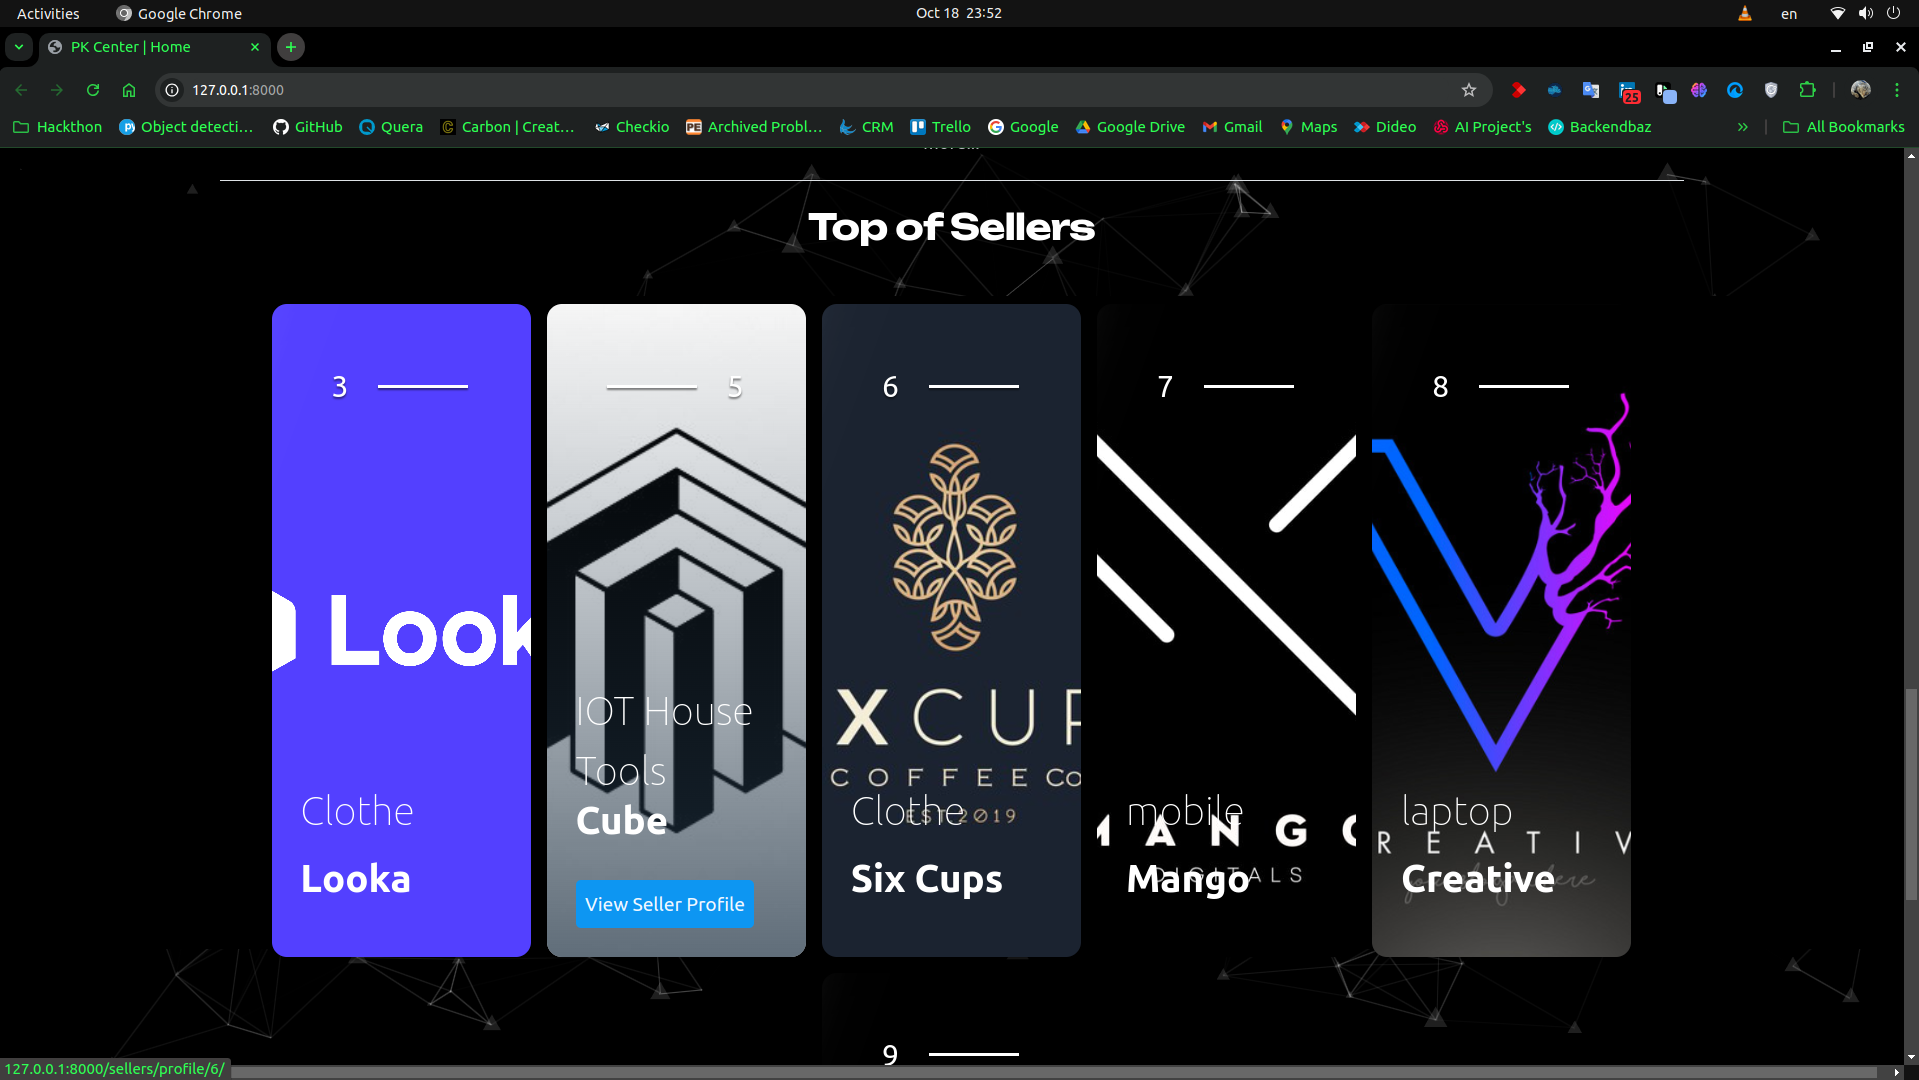 Activities
Google Chrome
Oct 18 23:52
en
PK Center | Home
127.0.0.1:8000
25
Hackthon
Object detecti...
GitHub
Quera
Carbon | Creat...
Checkio
Archived Probl...
CRM
Trello
Google
Google Drive
Gmail
Maps
Dideo
AI Project's
Backendbaz
»
All Bookmarks
Top of Sellers
3
Look
Clothe
Looka
5
IOT House
Tools
Cube
View Seller Profile
6
X CUP
COFFEE Co
EST 2019
Clothe
Six Cups
7
MANGO
DIGITALS
mobile
Mango
8
REATIV
laptop
Creative
9
127.0.0.1:8000/sellers/profile/6/